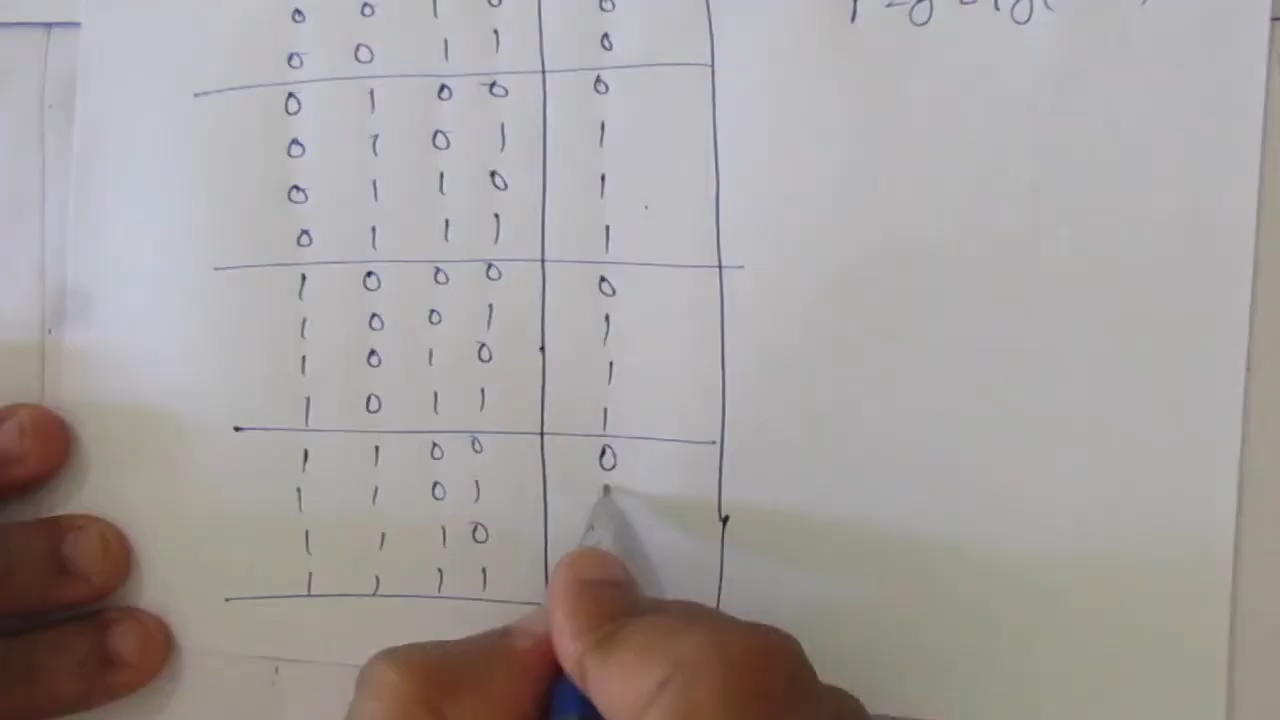 0 0 1 0 0
0 0 1 1 0
0 1 0 0 0
0 1 0 1 1
0 1 1 0 1
0 1 1 1 1
1 0 0 0 0
1 0 0 1 1
1 0 1 0 1
1 0 1 1 1
1 1 0 0 0
1 1 0 1
1 1 1 0
1 1 1 1